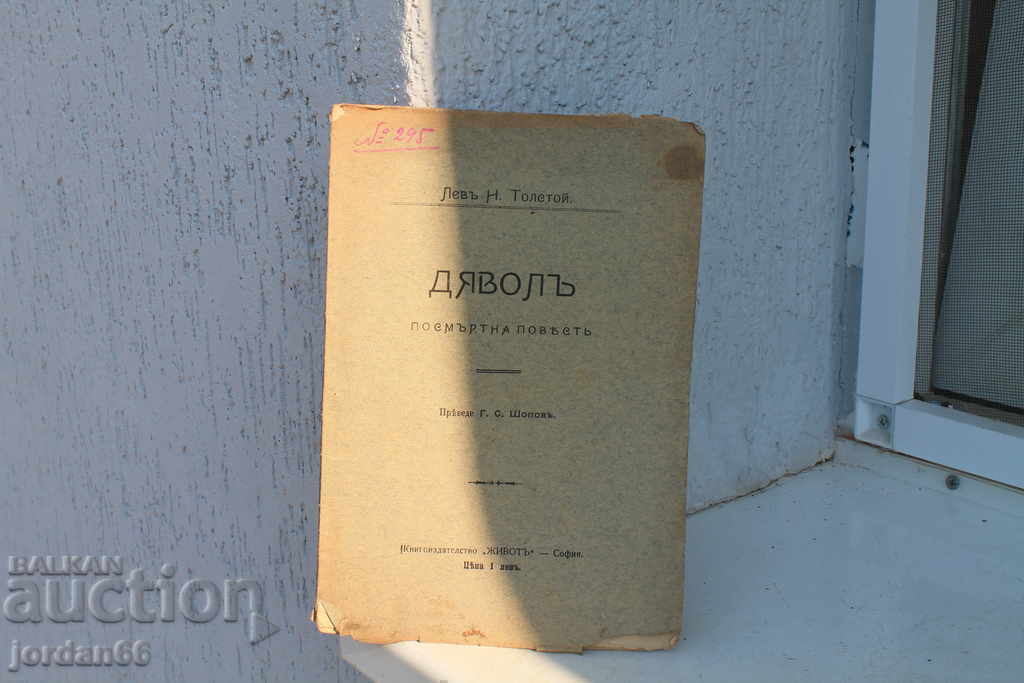 № 295
Левъ Н. Толстой.
ДЯВОЛЪ
ПОСМЪРТНА ПОВѢСТЬ
Прѣведе Г. С. Шоповъ.
Книгоиздателство „ЖИВОТЪ“ — София.
Цѣна 1 левъ.
BALKAN
auction
jordan66